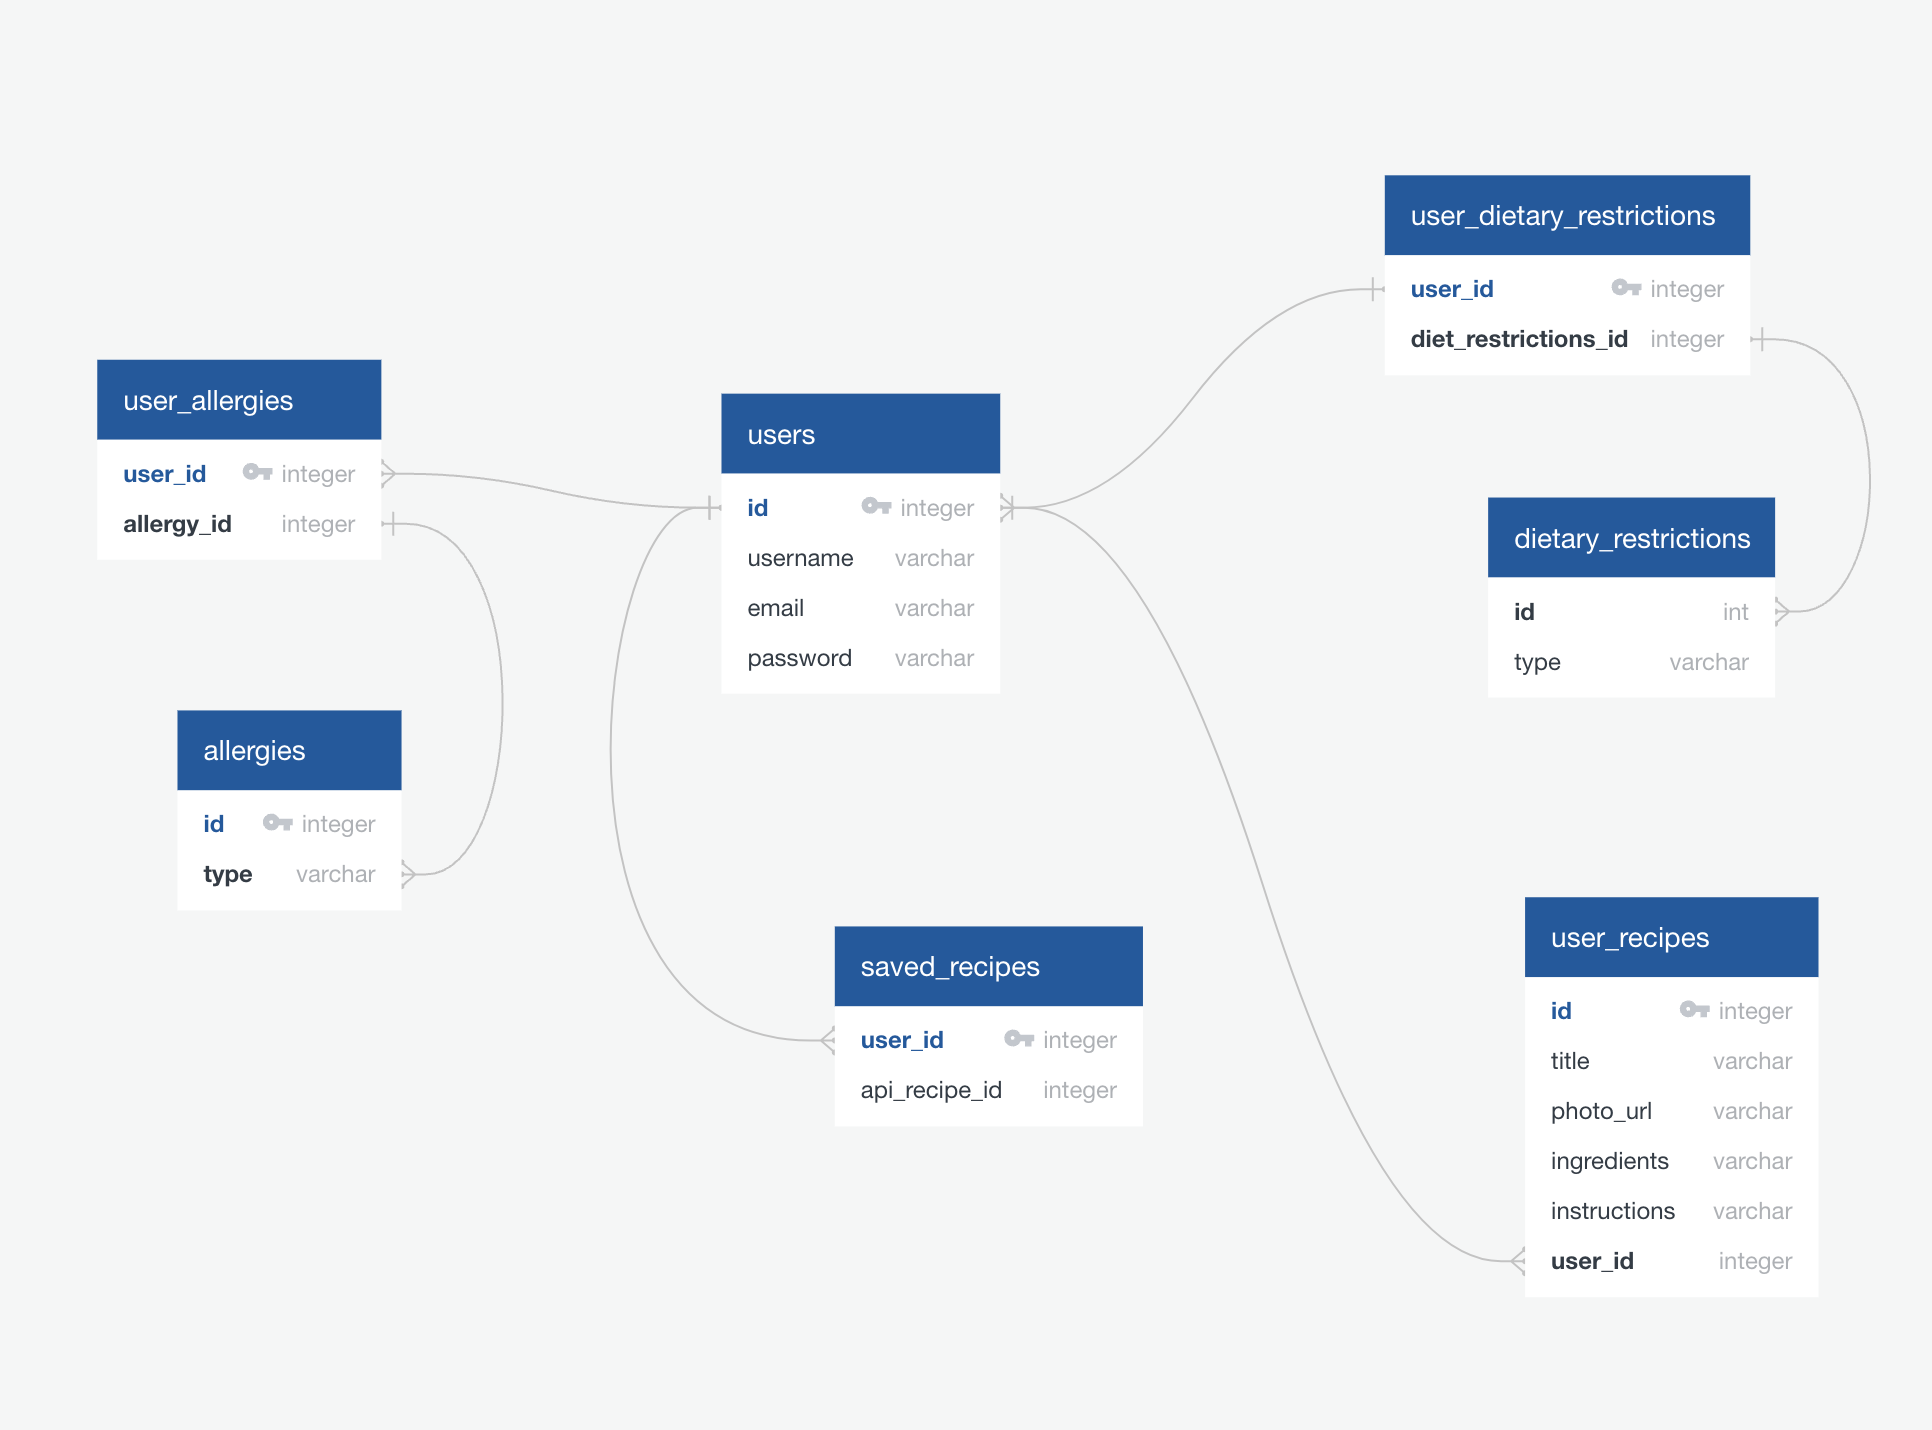 user_dietary_restrictions
user_id integer
diet_restrictions_id integer
user_allergies
user_id integer
allergy_id integer
users
id integer
username varchar
email varchar
password varchar
dietary_restrictions
id int
type varchar
allergies
id integer
type varchar
saved_recipes
user_id integer
api_recipe_id integer
user_recipes
id integer
title varchar
photo_url varchar
ingredients varchar
instructions varchar
user_id integer